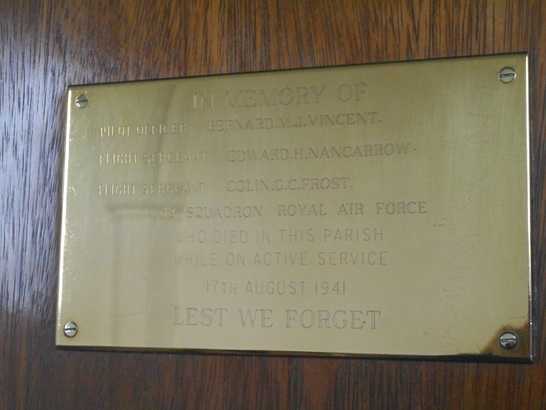 IN MEMORY OF
PILOT OFFICER BERNARD.M.J.VINCENT.
FLIGHT SERGEANT EDWARD.H.NANCARROW.
FLIGHT SERGEANT COLIN.G.C.FROST.
SQUADRON ROYAL AIR FORCE
WHO DIED IN THIS PARISH
WHILE ON ACTIVE SERVICE
17TH AUGUST 1941
LEST WE FORGET